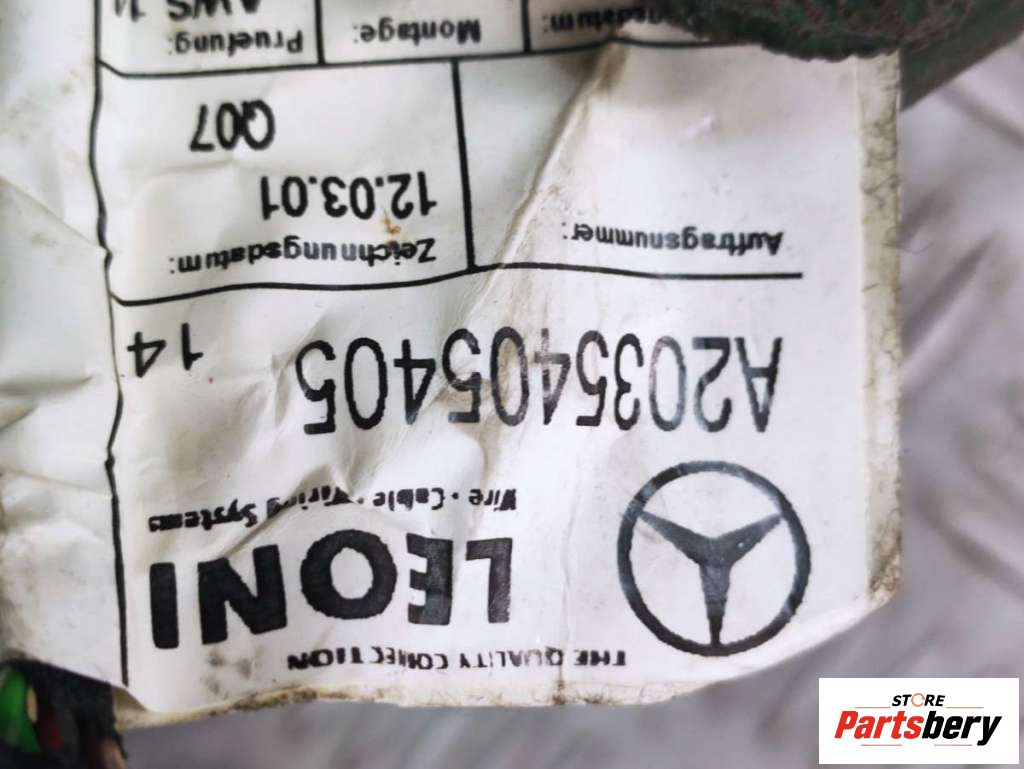 THE QUALITY CONNECTION
LEONI
Wire · Cable · Wiring Systems
A2035405405 14
Auftragsnummer:
Zeichnungsdatum:
12.03.01
Q07
Montage:
Pruefung:
STORE
Partsbery